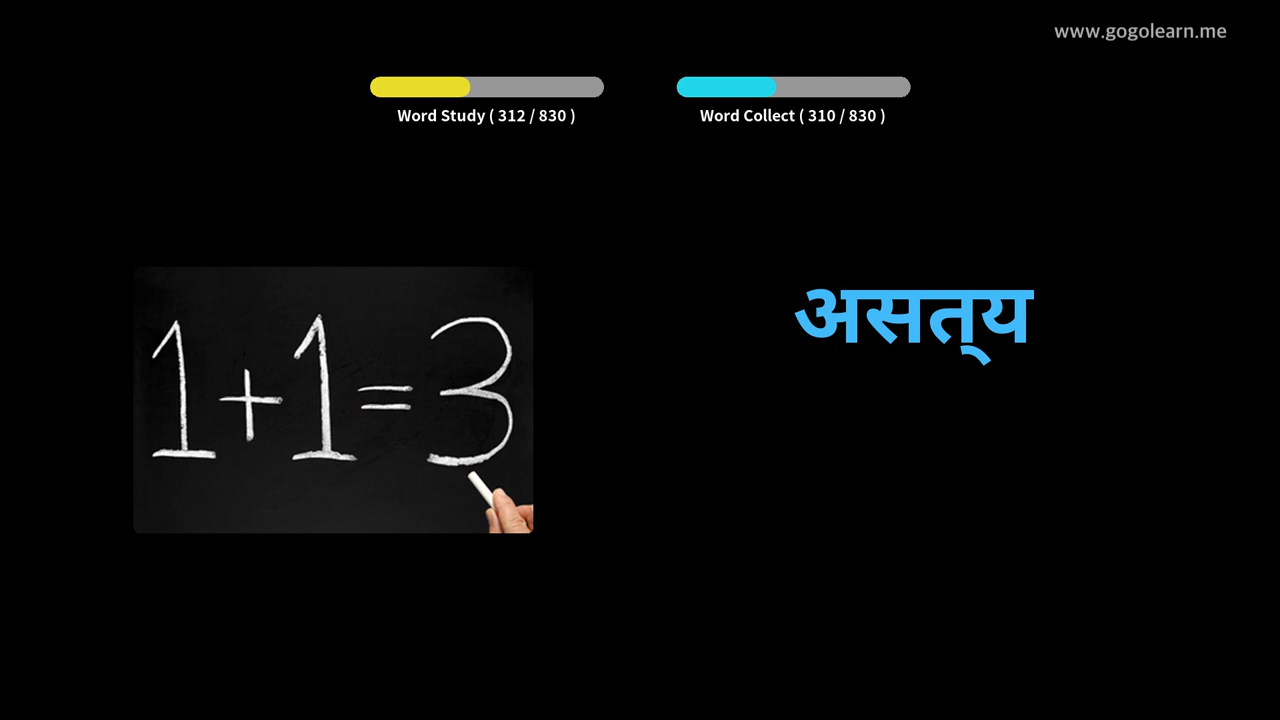 www.gogolearn.me
Word Study ( 312 / 830 )
Word Collect ( 310 / 830 )
1+1=3
असत्‌य